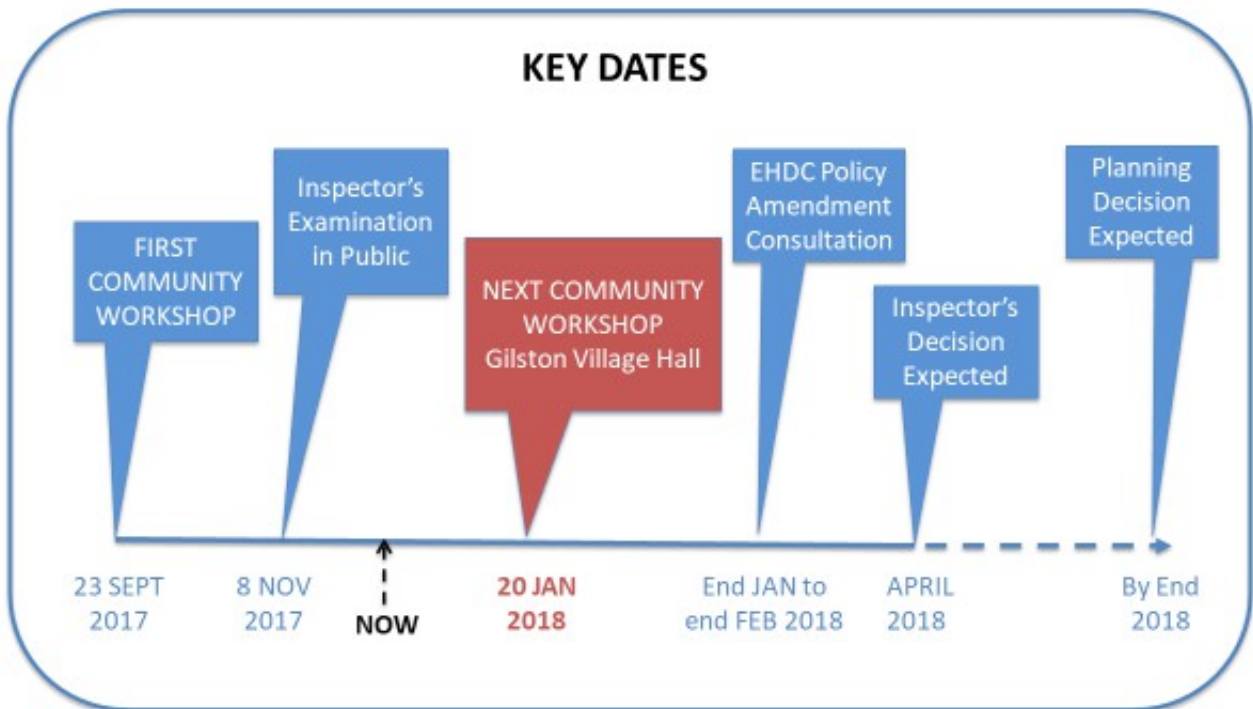 KEY DATES
FIRST
COMMUNITY
WORKSHOP
Inspector's
Examination
in Public
NEXT COMMUNITY
WORKSHOP
Gilston Village Hall
EHDC Policy
Amendment
Consultation
Inspector's
Decision
Expected
Planning
Decision
Expected
23 SEPT
2017
8 NOV
2017
NOW
20 JAN
2018
End JAN to
end FEB 2018
APRIL
2018
By End
2018